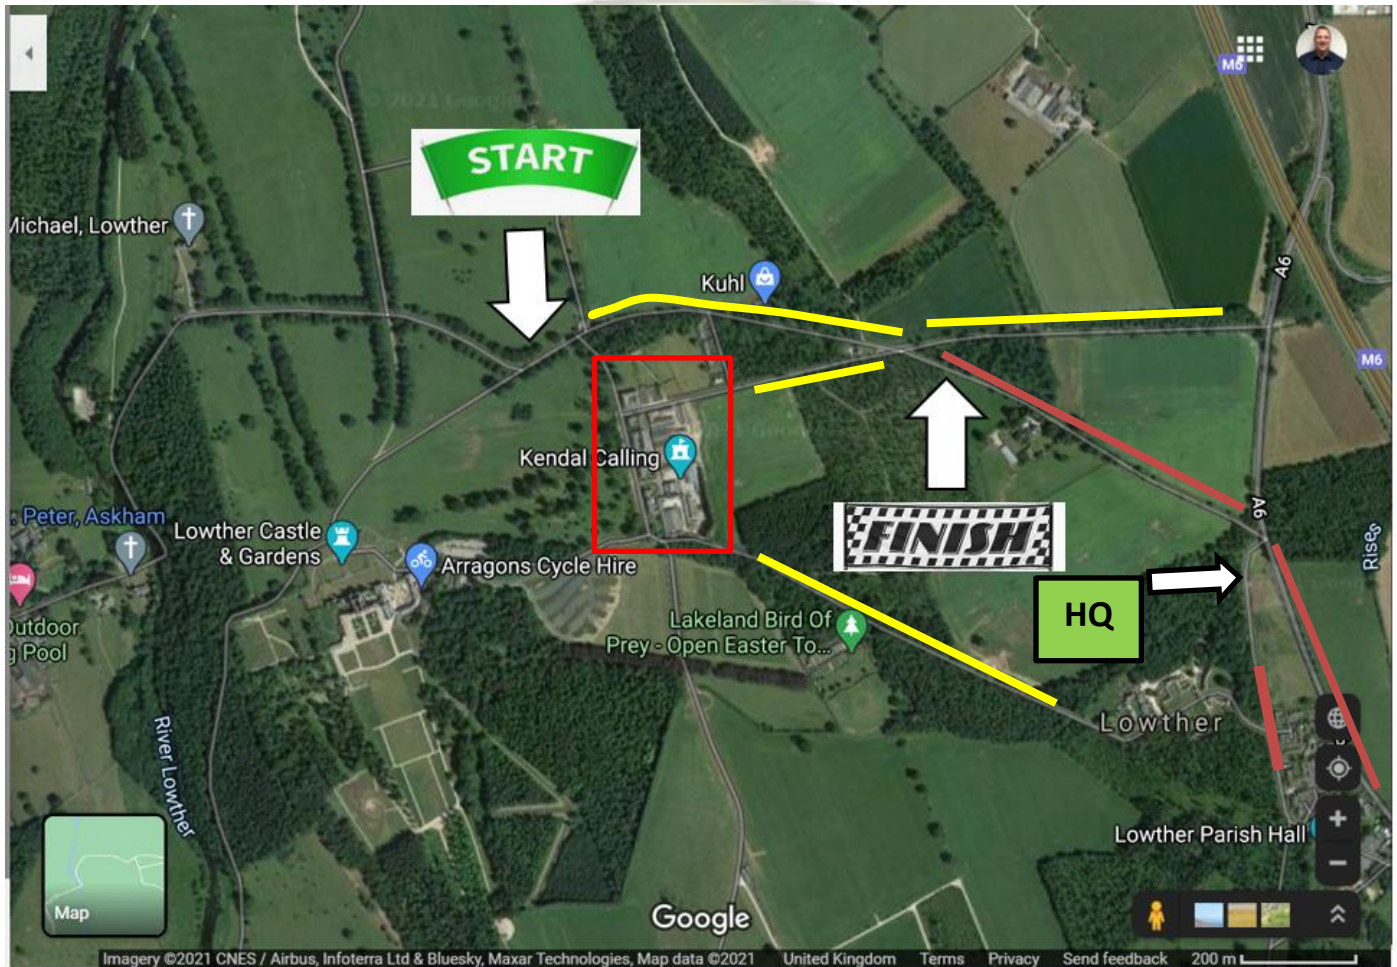 M6
START
Michael, Lowther
Kuhl
A6
M6
Kendal Calling
A6
. Peter, Askham
Lowther Castle
& Gardens
FINISH
Arragons Cycle Hire
Rises
HQ
Outdoor
g Pool
Lakeland Bird Of
Prey - Open Easter To...
Lowther
River Lowther
Lowther Parish Hall
Map
Google
Imagery ©2021 CNES / Airbus, Infoterra Ltd & Bluesky, Maxar Technologies, Map data ©2021 United Kingdom Terms Privacy Send feedback 200 m